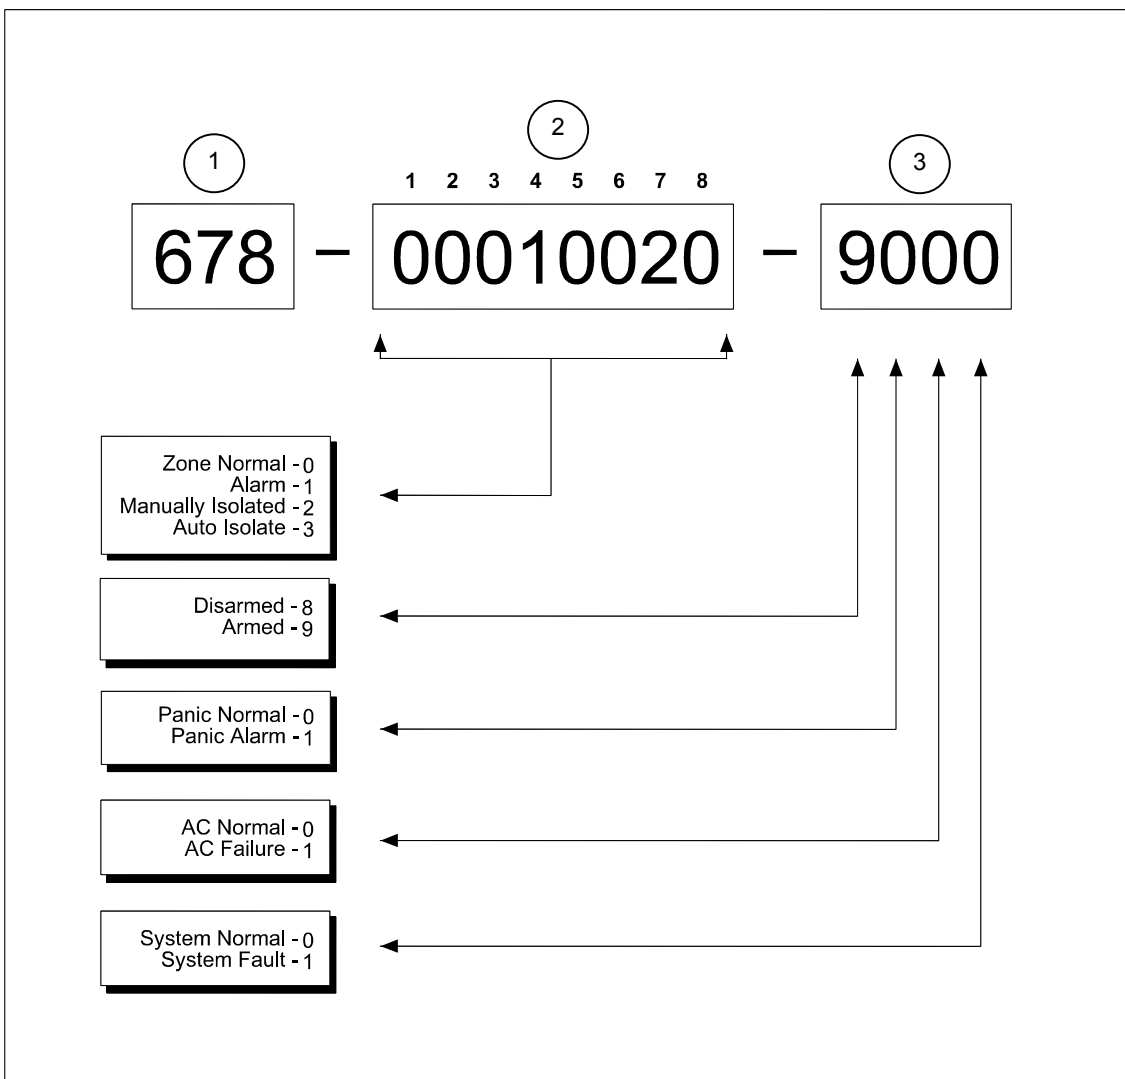 1
2
3
1 2 3 4 5 6 7 8
678 – 00010020 – 9000
Zone Normal - 0
Alarm - 1
Manually Isolated - 2
Auto Isolate - 3
Disarmed - 8
Armed - 9
Panic Normal - 0
Panic Alarm - 1
AC Normal - 0
AC Failure - 1
System Normal - 0
System Fault - 1